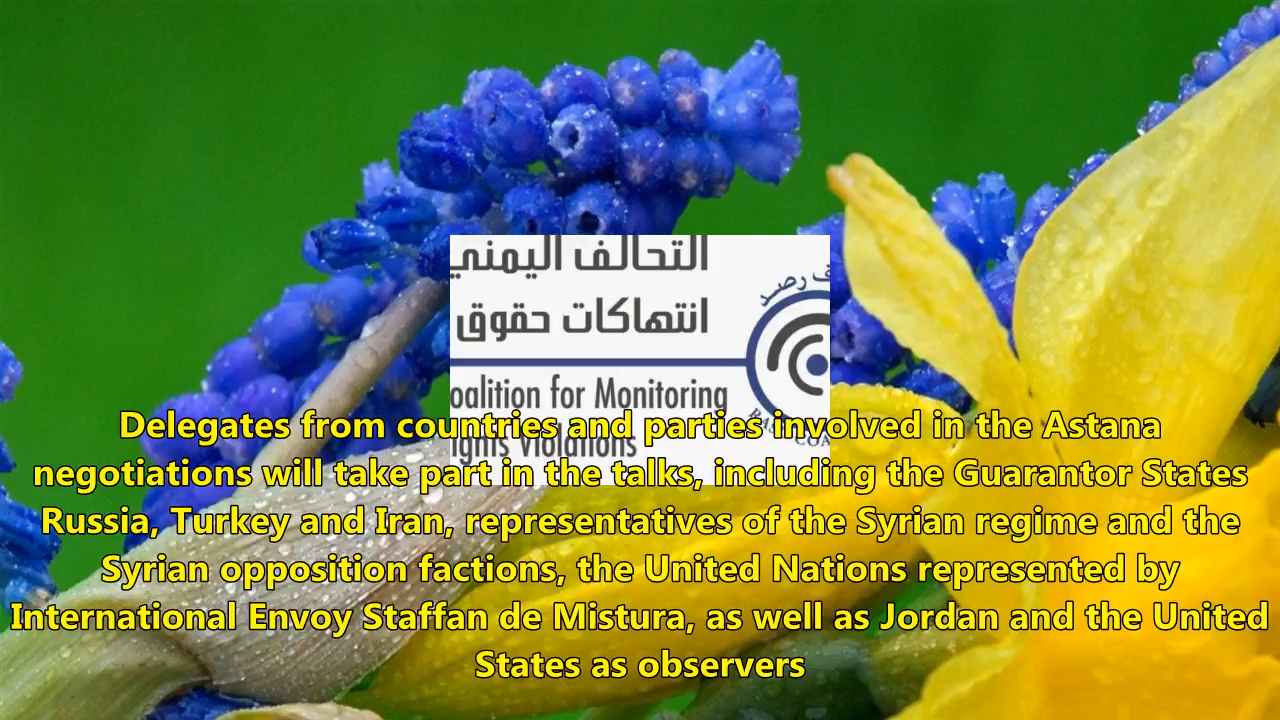 التحالف اليمني
انتهاكات حقوق
رصد
oalition for Monitoring
ights Violations
Delegates from countries and parties involved in the Astana
negotiations will take part in the talks, including the Guarantor States
Russia, Turkey and Iran, representatives of the Syrian regime and the
Syrian opposition factions, the United Nations represented by
International Envoy Staffan de Mistura, as well as Jordan and the United
States as observers